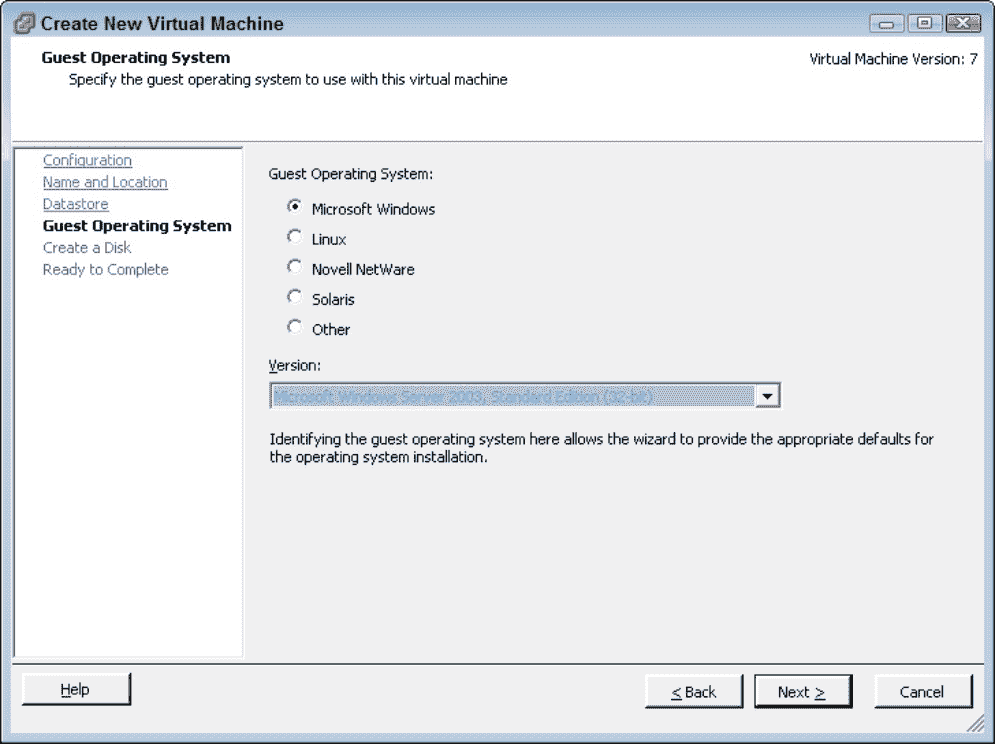 Create New Virtual Machine
Guest Operating System
Virtual Machine Version: 7
Specify the guest operating system to use with this virtual machine
Configuration
Name and Location
Datastore
Guest Operating System
Create a Disk
Ready to Complete
Guest Operating System:
Microsoft Windows
Linux
Novell NetWare
Solaris
Other
Version:
Microsoft Windows Server 2003, Standard Edition (32-bit)
Identifying the guest operating system here allows the wizard to provide the appropriate defaults for
the operating system installation.
Help
< Back
Next >
Cancel